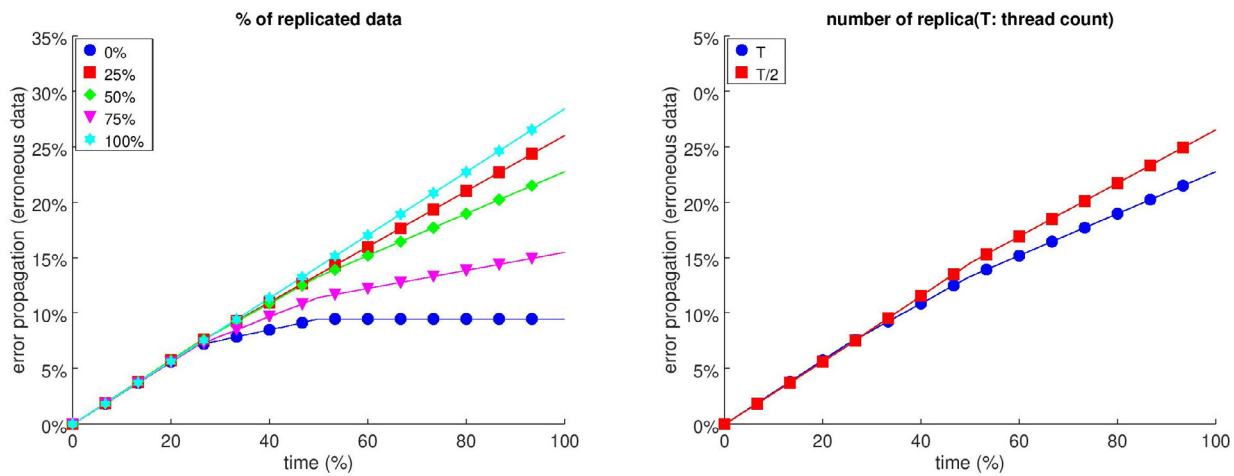 % of replicated data
35%
30%
25%
20%
15%
10%
5%
0%
error propagation (erroneous data)
0%
25%
50%
75%
100%
0 20 40 60 80 100
time (%)
number of replica(T: thread count)
5%
0%
25%
20%
15%
10%
5%
0%
error propagation (erroneous data)
T
T/2
0 20 40 60 80 100
time (%)